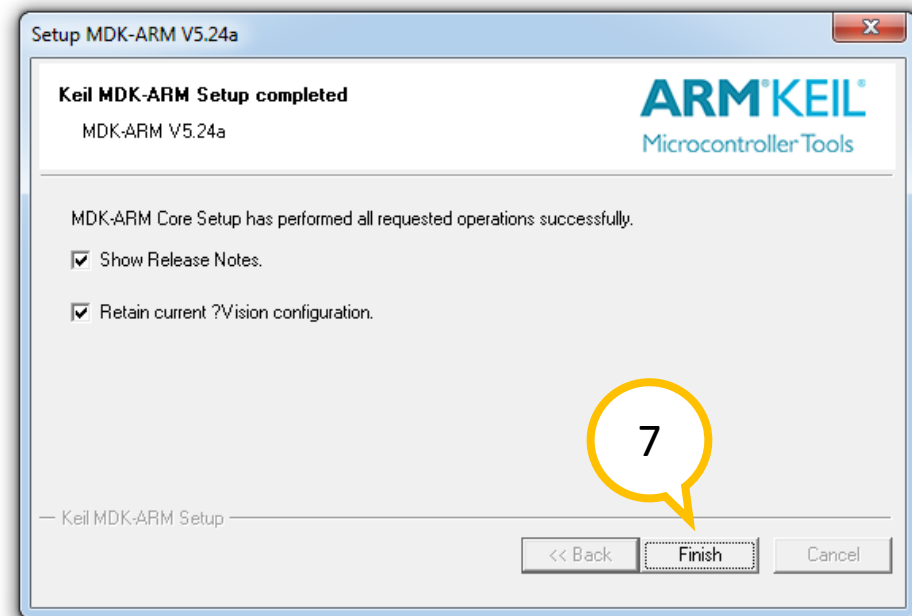 Setup MDK-ARM V5.24a
Keil MDK-ARM Setup completed
MDK-ARM V5.24a
ARM®KEIL®
Microcontroller Tools
MDK-ARM Core Setup has performed all requested operations successfully.
Show Release Notes.
Retain current ?Vision configuration.
7
Keil MDK-ARM Setup
<< Back
Finish
Cancel